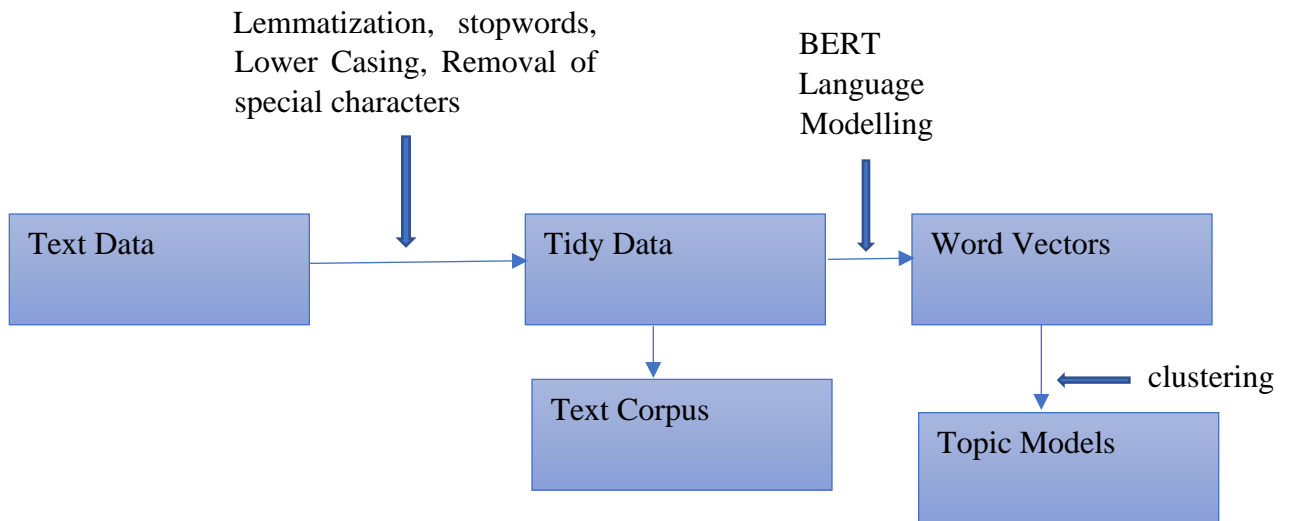 Lemmatization, stopwords,
Lower Casing, Removal of
special characters
BERT
Language
Modelling
Text Data
Tidy Data
Word Vectors
clustering
Text Corpus
Topic Models